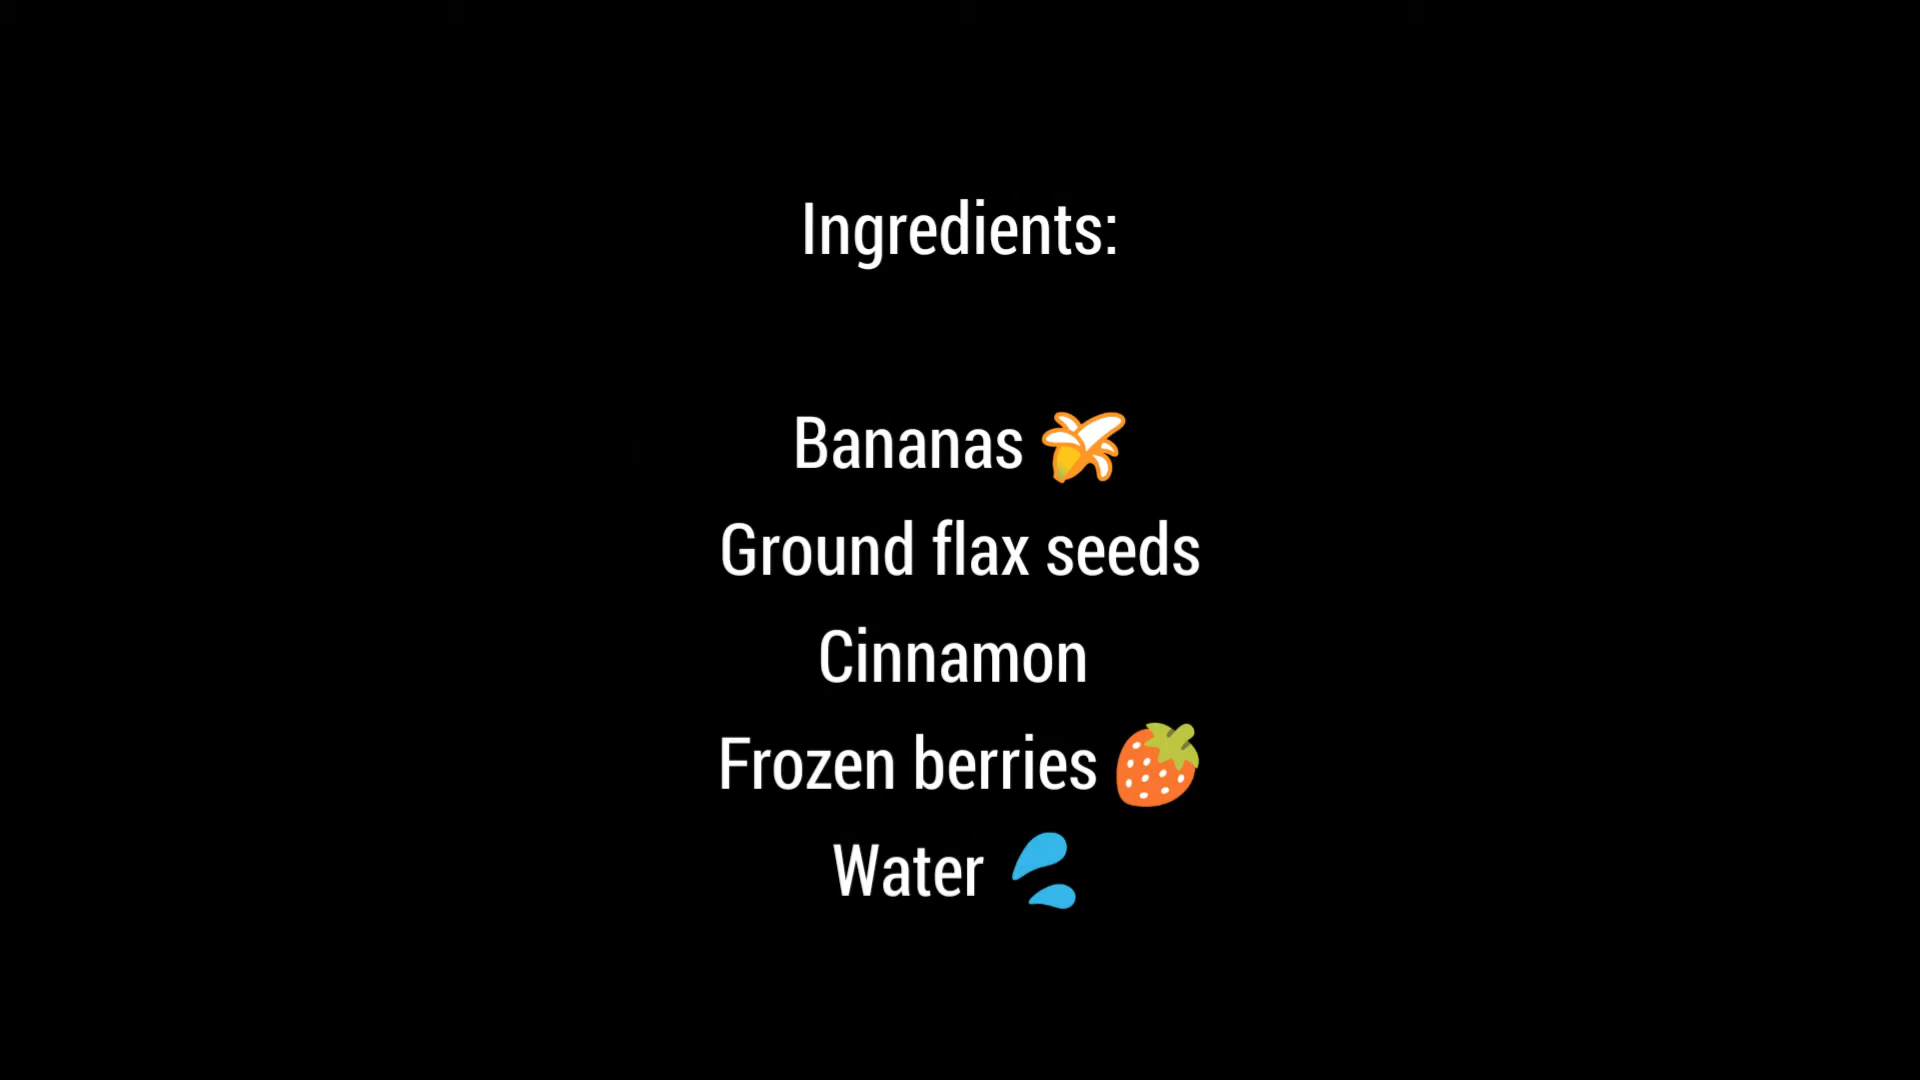 Ingredients:
Bananas 🍌
Ground flax seeds
Cinnamon
Frozen berries 🍓
Water 💦